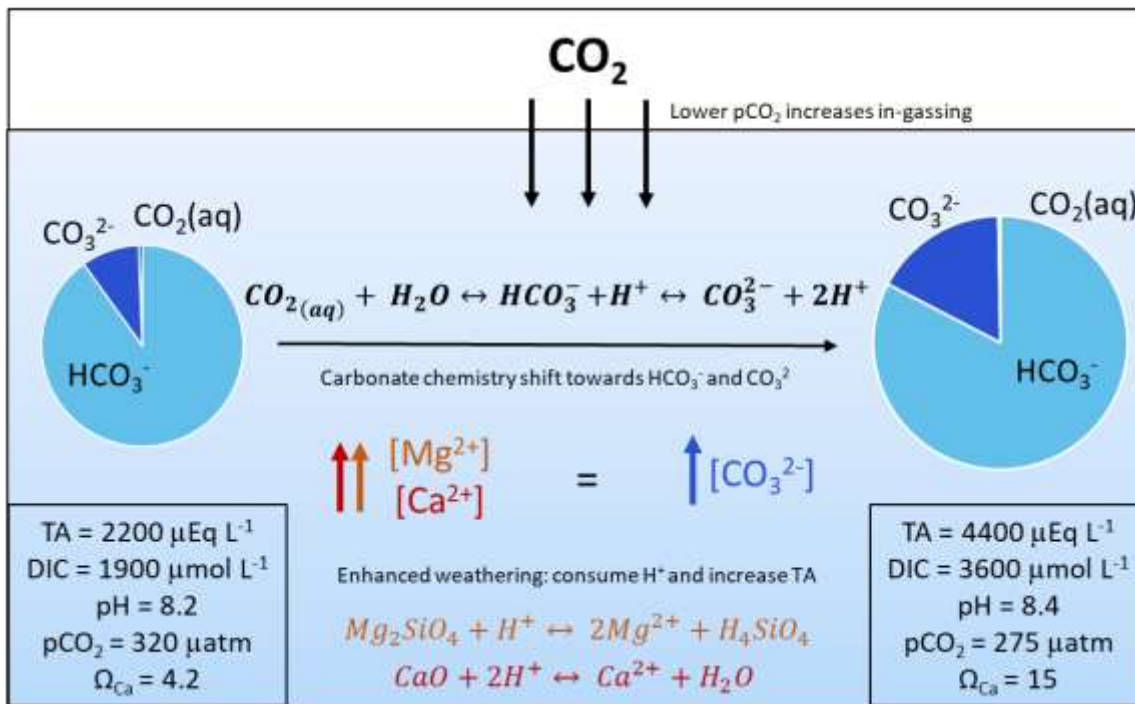 CO₂
Lower pCO₂ increases in-gassing
CO₃²⁻ CO₂(aq)
HCO₃⁻
CO₃²⁻ CO₂(aq)
HCO₃⁻
CO₂₍aq₎ + H₂O ↔ HCO₃⁻ + H⁺ ↔ CO₃²⁻ + 2H⁺
Carbonate chemistry shift towards HCO₃⁻ and CO₃²
[Mg²⁺]
[Ca²⁺]
=
[CO₃²⁻]
TA = 2200 µEq L⁻¹
DIC = 1900 µmol L⁻¹
pH = 8.2
pCO₂ = 320 µatm
Ω_Ca = 4.2
Enhanced weathering: consume H⁺ and increase TA
Mg₂SiO₄ + H⁺ ↔ 2Mg²⁺ + H₄SiO₄
CaO + 2H⁺ ↔ Ca²⁺ + H₂O
TA = 4400 µEq L⁻¹
DIC = 3600 µmol L⁻¹
pH = 8.4
pCO₂ = 275 µatm
Ω_Ca = 15